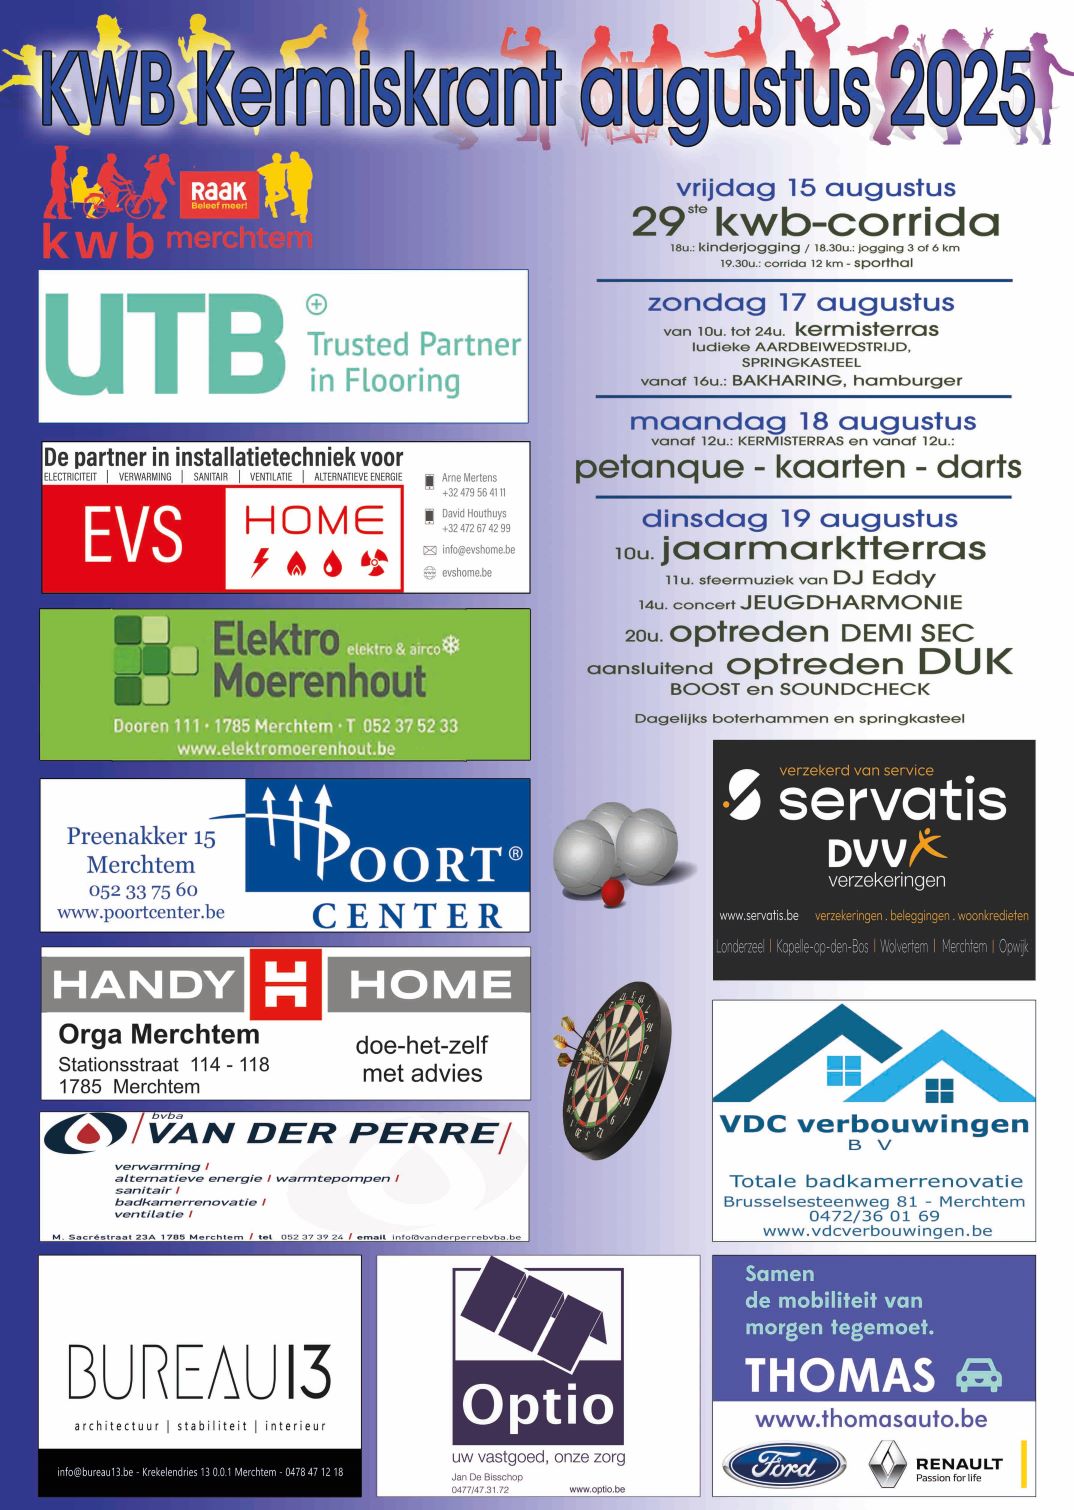 KWB Kermiskrant augustus 2025
RAAK
Beleef meer!
kwb merchtem
vrijdag 15 augustus
29ste kwb-corrida
18u.: kinderjogging / 18.30u.: jogging 3 of 6 km
19.30u.: corrida 12 km - sporthal
zondag 17 augustus
van 10u. tot 24u. kermisterras
ludieke AARDBEIWEDSTRIJD,
SPRINGKASTEEL
vanaf 16u.: BAKHARING, hamburger
maandag 18 augustus
vanaf 12u.: KERMISTERRAS en vanaf 12u.:
petanque - kaarten - darts
dinsdag 19 augustus
10u. jaarmarktterras
11u. sfeermuziek van DJ Eddy
14u. concert JEUGDHARMONIE
20u. optreden DEMI SEC
aansluitend optreden DUK
BOOST en SOUNDCHECK
Dagelijks boterhammen en springkasteel
UTB
Trusted Partner
in Flooring
De partner in installatietechniek voor
ELECTRICITEIT | VERWARMING | SANITAIR | VENTILATIE | ALTERNATIEVE ENERGIE
EVS HOME
Arne Mertens
+32 479 56 41 11
David Houthuys
+32 472 67 42 99
info@evshome.be
evshome.be
Elektro elektro & airco
Moerenhout
Dooren 111 • 1785 Merchtem • T 052 37 52 33
www.elektromoerenhout.be
Preenakker 15
Merchtem
052 33 75 60
www.poortcenter.be
POORT®
CENTER
HANDY H HOME
Orga Merchtem
Stationsstraat 114 - 118
1785 Merchtem
doe-het-zelf
met advies
bvba
/VAN DER PERRE/
verwarming /
alternatieve energie / warmtepompen /
sanitair /
badkamerrenovatie /
ventilatie /
M. Sacréstraat 23A 1785 Merchtem / tel 052 37 39 24 / email info@vanderperrebvba.be
verzekerd van service
servatis
DVV
verzekeringen
www.servatis.be verzekeringen . beleggingen . woonkredieten
Londerzeel | Kapelle-op-den-Bos | Wolvertem | Merchtem | Opwijk
VDC verbouwingen
BV
Totale badkamerrenovatie
Brusselsesteenweg 81 - Merchtem
0472/36 01 69
www.vdcverbouwingen.be
BUREAU13
architectuur | stabiliteit | interieur
info@bureau13.be - Krekelendries 13 0.0.1 Merchtem - 0478 47 12 18
Optio
uw vastgoed, onze zorg
Jan De Bisschop
0477/47.31.72 www.optio.be
Samen
de mobiliteit van
morgen tegemoet.
THOMAS
www.thomasauto.be
Ford
RENAULT
Passion for life